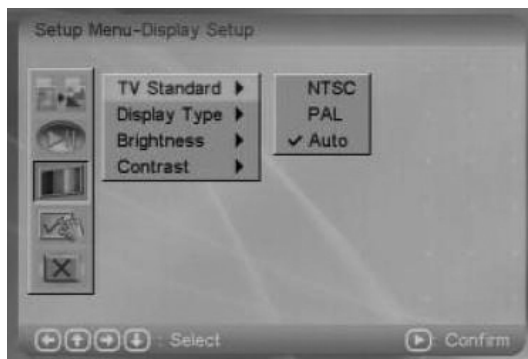 Setup Menu-Display Setup
TV Standard
Display Type
Brightness
Contrast
NTSC
PAL
Auto
: Select
: Confirm